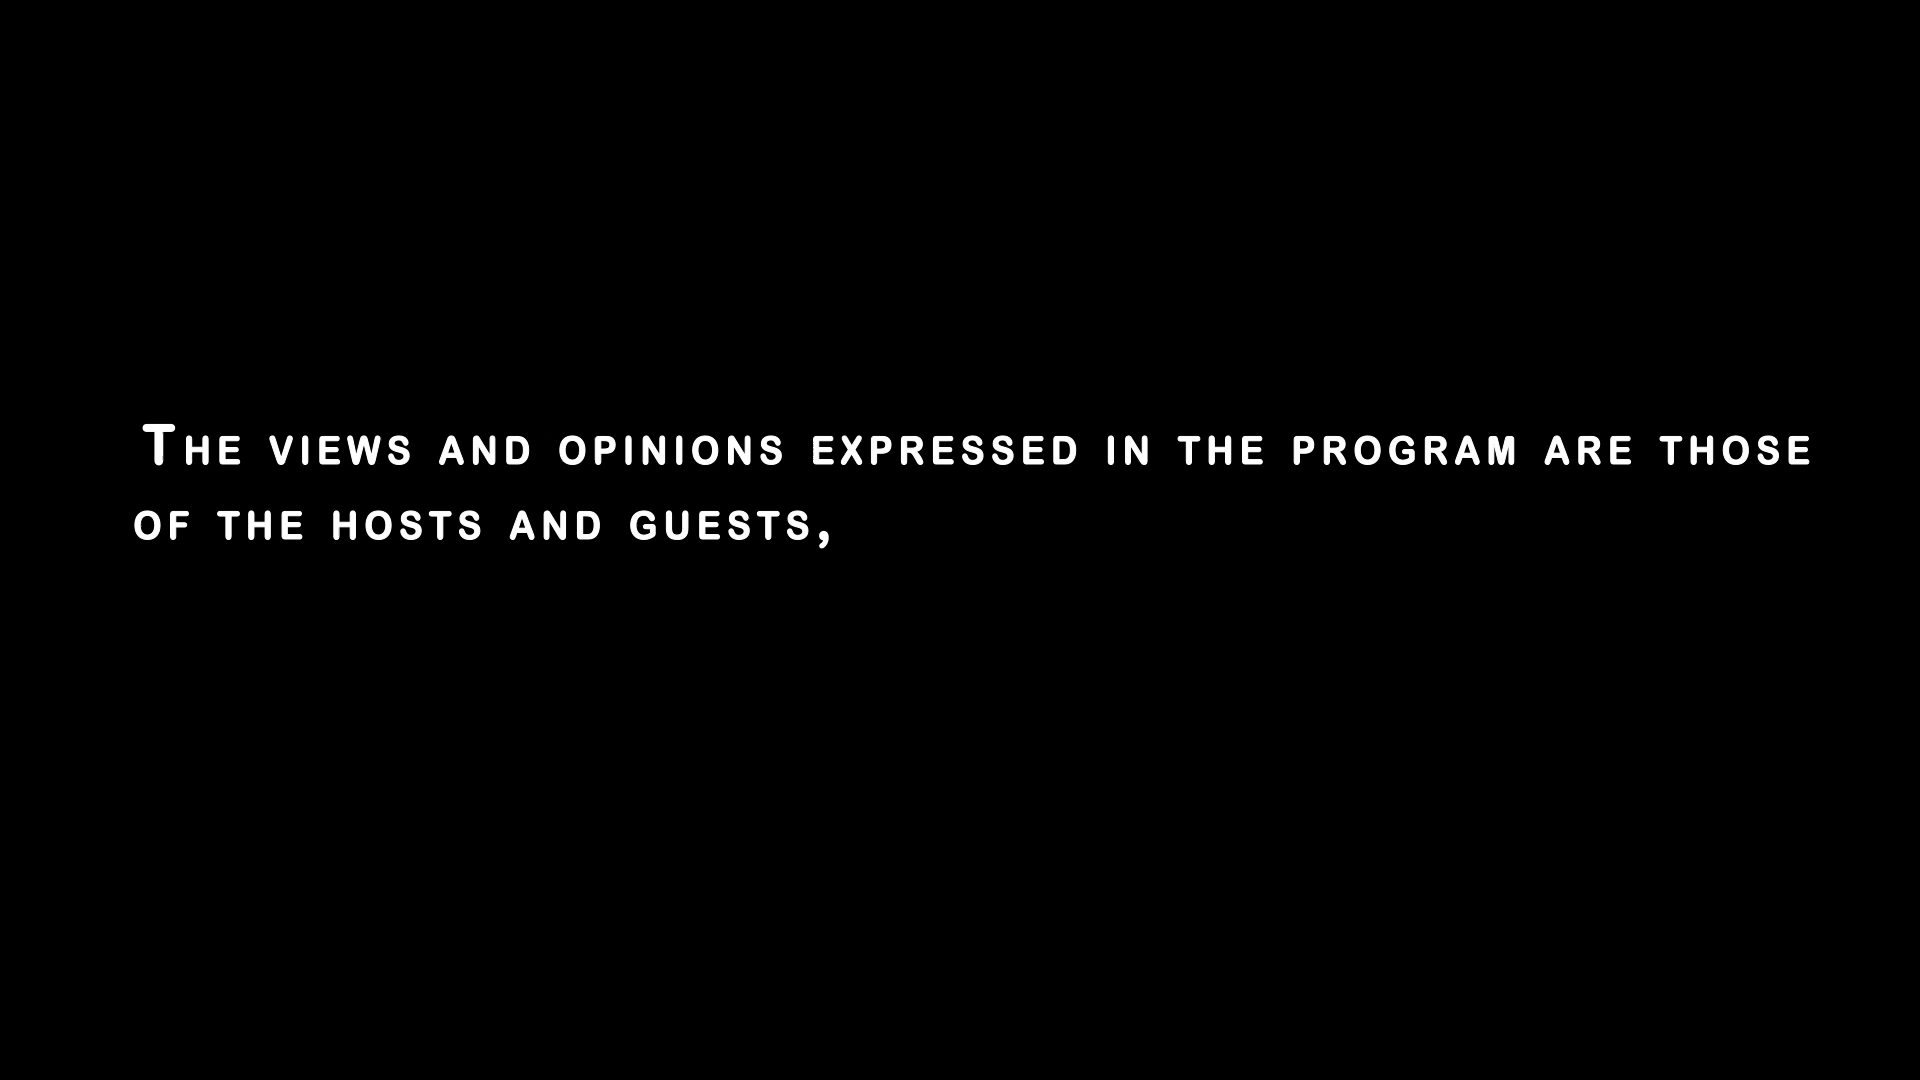 The views and opinions expressed in the program are those
of the hosts and guests,